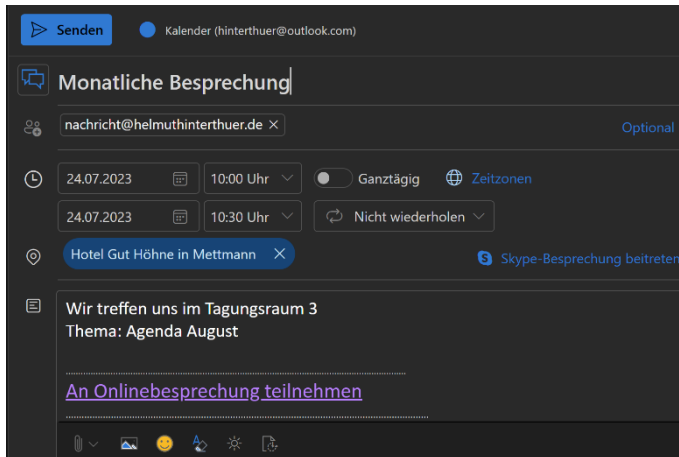 Senden Kalender (hinterthuer@outlook.com)
Monatliche Besprechung
nachricht@helmuthinterthuer.de ×
Optional
24.07.2023 10:00 Uhr Ganztägig Zeitzonen
24.07.2023 10:30 Uhr Nicht wiederholen
Hotel Gut Höhne in Mettmann × Skype-Besprechung beitreten
Wir treffen uns im Tagungsraum 3
Thema: Agenda August
An Onlinebesprechung teilnehmen